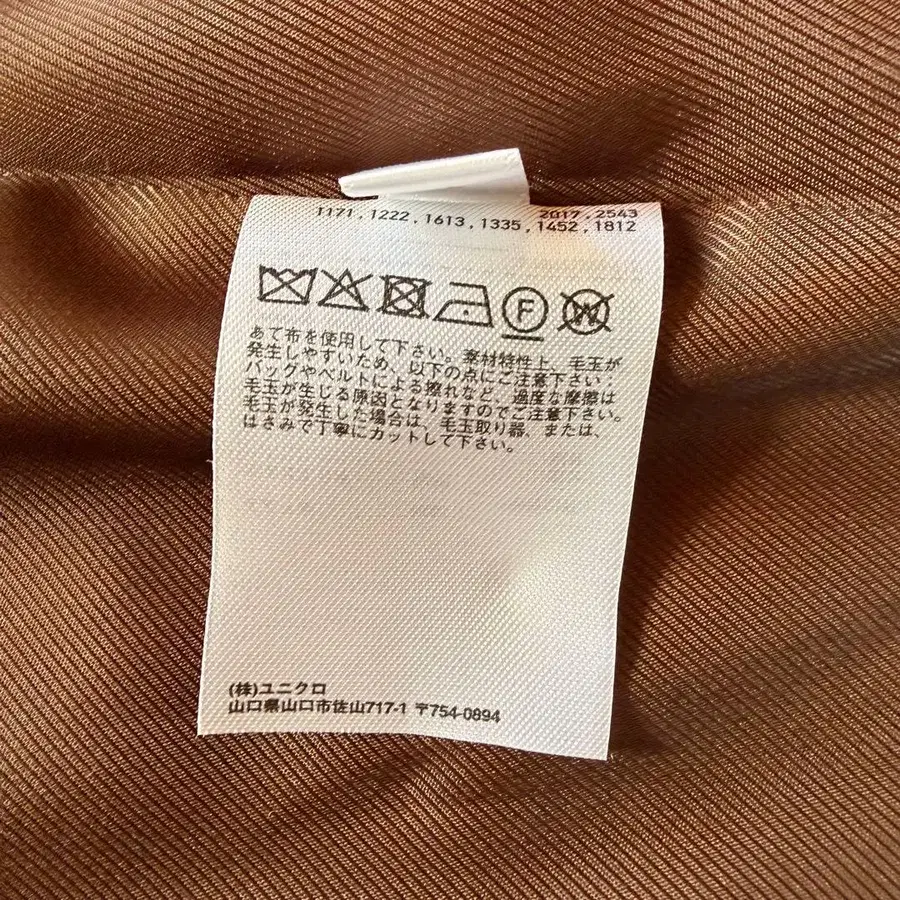 2017,2543
1171,1222,1613,1335,1452,1812
F
W
あて布を使用して下さい。素材特性上、毛玉が
発生しやすいため、以下の点にご注意下さい:
バッグやベルトによる擦れなど、過度な摩擦は
毛玉が生じる原因となりますのでご注意下さい。
毛玉が発生した場合は、毛玉取り器、または、
はさみで丁寧にカットして下さい。
(株)ユニクロ
山口県山口市佐山717-1 〒754-0894